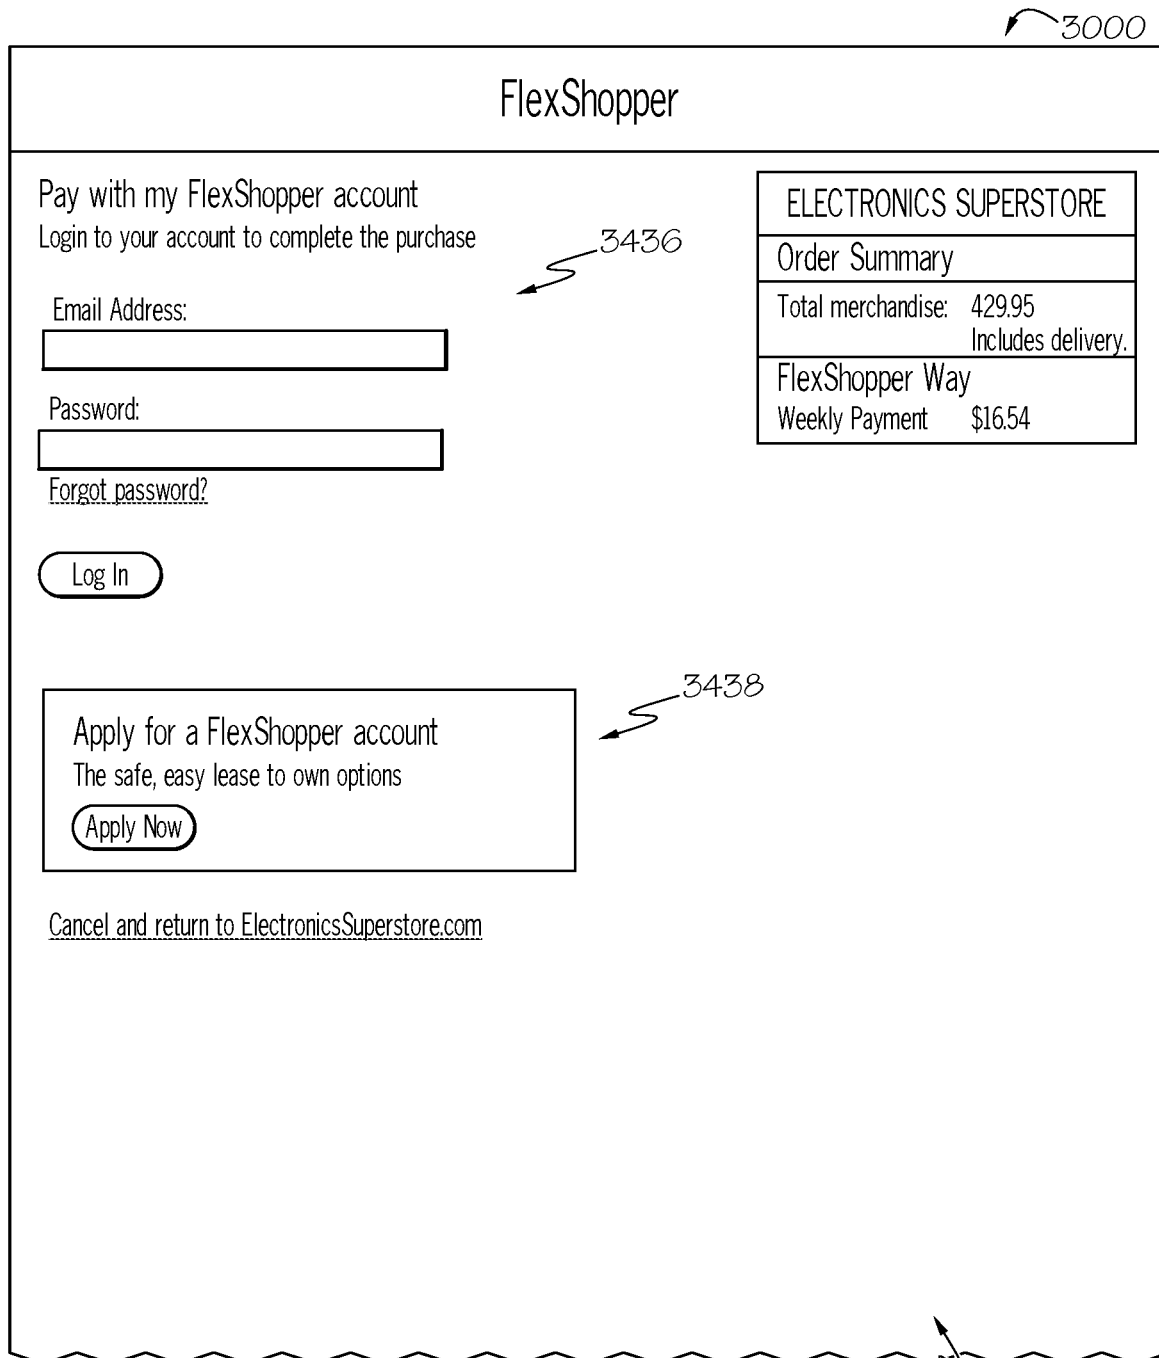 3000
FlexShopper
Pay with my FlexShopper account
Login to your account to complete the purchase
3436
Email Address:
Password:
Forgot password?
Log In
ELECTRONICS SUPERSTORE
Order Summary
Total merchandise: 429.95
Includes delivery.
FlexShopper Way
Weekly Payment $16.54
3438
Apply for a FlexShopper account
The safe, easy lease to own options
Apply Now
Cancel and return to ElectronicsSuperstore.com